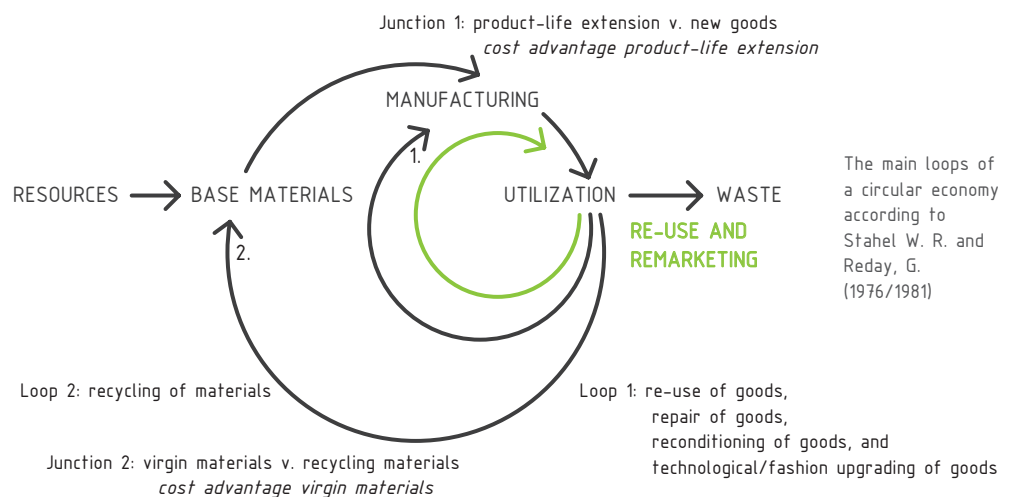 Junction 1: product-life extension v. new goods
cost advantage product-life extension
MANUFACTURING
1.
RESOURCES
BASE MATERIALS
UTILIZATION
WASTE
RE-USE AND
REMARKETING
2.
The main loops of
a circular economy
according to
Stahel W. R. and
Reday, G.
(1976/1981)
Loop 2: recycling of materials
Loop 1: re-use of goods,
repair of goods,
reconditioning of goods, and
technological/fashion upgrading of goods
Junction 2: virgin materials v. recycling materials
cost advantage virgin materials